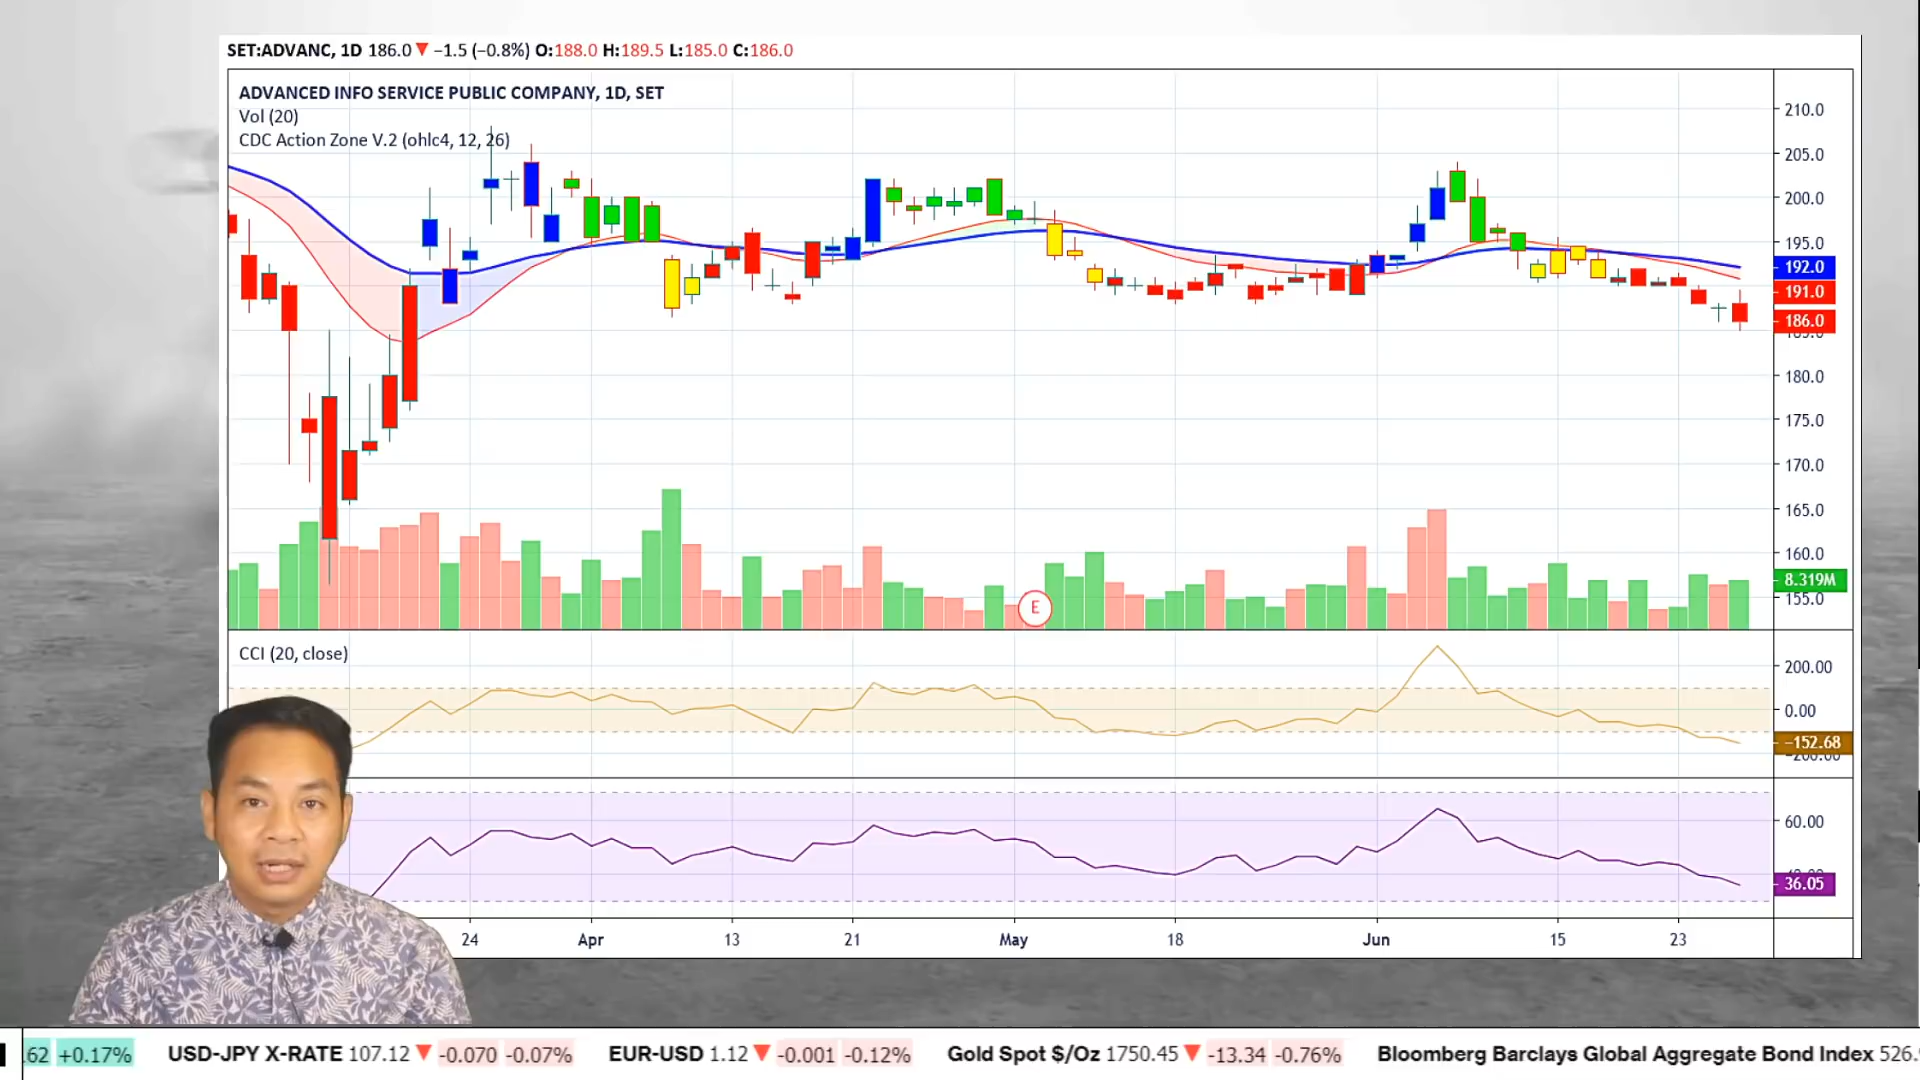 SET:ADVANC, 1D 186.0 ▼ −1.5 (−0.8%) O:188.0 H:189.5 L:185.0 C:186.0
ADVANCED INFO SERVICE PUBLIC COMPANY, 1D, SET
Vol (20)
CDC Action Zone V.2 (ohlc4, 12, 26)
210.0
205.0
200.0
195.0
192.0
191.0
186.0
185.0
180.0
175.0
170.0
165.0
160.0
8.319M
155.0
E
CCI (20, close)
200.00
0.00
−152.68
−200.00
60.00
36.05
24 Apr 13 21 May 18 Jun 15 23
.62 +0.17% USD-JPY X-RATE 107.12 ▼ -0.070 -0.07% EUR-USD 1.12 ▼ -0.001 -0.12% Gold Spot $/Oz 1750.45 ▼ -13.34 -0.76% Bloomberg Barclays Global Aggregate Bond Index 526.